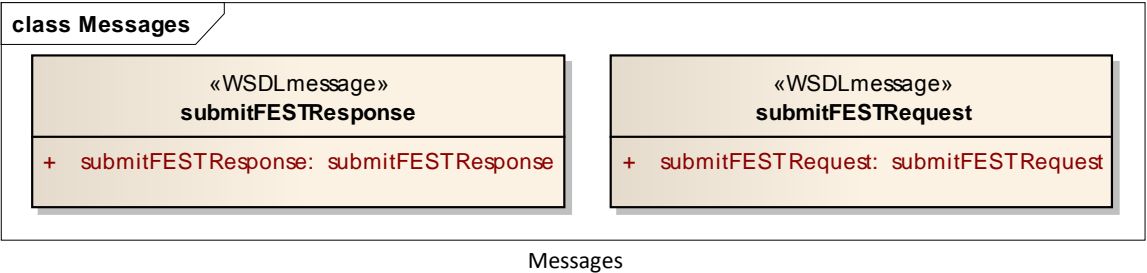 class Messages
«WSDLmessage»
submitFESTResponse
+ submitFESTResponse: submitFESTResponse
«WSDLmessage»
submitFESTRequest
+ submitFESTRequest: submitFESTRequest
Messages